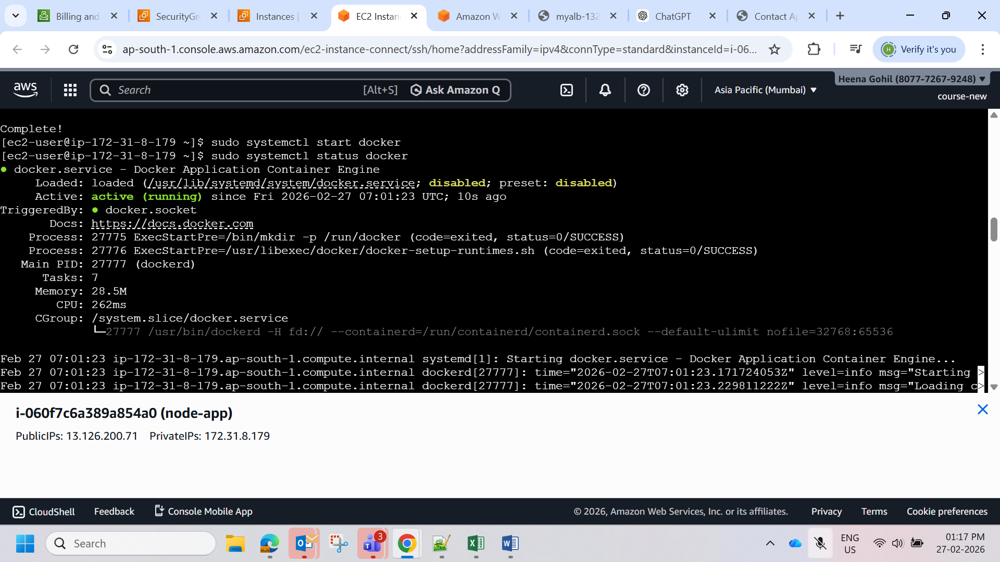 Billing and
SecurityGr
Instances |
EC2 Instan
Amazon W
myalb-132
ChatGPT
Contact Ap
ap-south-1.console.aws.amazon.com/ec2-instance-connect/ssh/home?addressFamily=ipv4&connType=standard&instanceId=i-06...
H
Verify it's you
aws
Search
[Alt+S]
Ask Amazon Q
Asia Pacific (Mumbai)
Heena Gohil (8077-7267-9248)
course-new
Complete!
[ec2-user@ip-172-31-8-179 ~]$ sudo systemctl start docker
[ec2-user@ip-172-31-8-179 ~]$ sudo systemctl status docker
● docker.service - Docker Application Container Engine
Loaded: loaded (/usr/lib/systemd/system/docker.service; disabled; preset: disabled)
Active: active (running) since Fri 2026-02-27 07:01:23 UTC; 10s ago
TriggeredBy: ● docker.socket
Docs: https://docs.docker.com
Process: 27775 ExecStartPre=/bin/mkdir -p /run/docker (code=exited, status=0/SUCCESS)
Process: 27776 ExecStartPre=/usr/libexec/docker/docker-setup-runtimes.sh (code=exited, status=0/SUCCESS)
Main PID: 27777 (dockerd)
Tasks: 7
Memory: 28.5M
CPU: 262ms
CGroup: /system.slice/docker.service
└─27777 /usr/bin/dockerd -H fd:// --containerd=/run/containerd/containerd.sock --default-ulimit nofile=32768:65536
Feb 27 07:01:23 ip-172-31-8-179.ap-south-1.compute.internal systemd[1]: Starting docker.service - Docker Application Container Engine...
Feb 27 07:01:23 ip-172-31-8-179.ap-south-1.compute.internal dockerd[27777]: time="2026-02-27T07:01:23.171724053Z" level=info msg="Starting >
Feb 27 07:01:23 ip-172-31-8-179.ap-south-1.compute.internal dockerd[27777]: time="2026-02-27T07:01:23.229811222Z" level=info msg="Loading c>
i-060f7c6a389a854a0 (node-app)
PublicIPs: 13.126.200.71 PrivateIPs: 172.31.8.179
CloudShell
Feedback
Console Mobile App
© 2026, Amazon Web Services, Inc. or its affiliates.
Privacy
Terms
Cookie preferences
Search
3
ENG
US
01:17 PM
27-02-2026